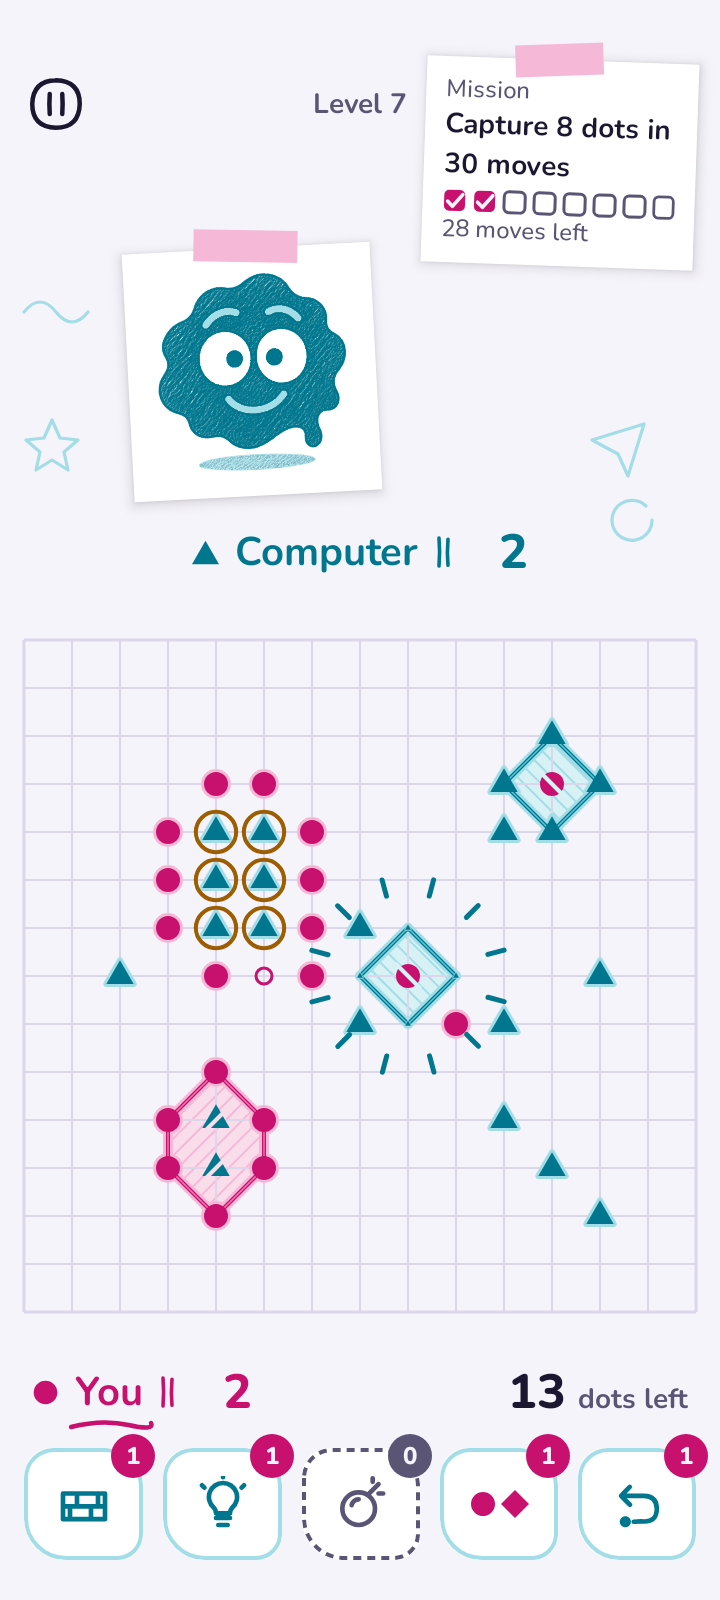 Level 7
Mission
Capture 8 dots in
30 moves
28 moves left
Computer 2
You 2
13 dots left
1
1
0
1
1